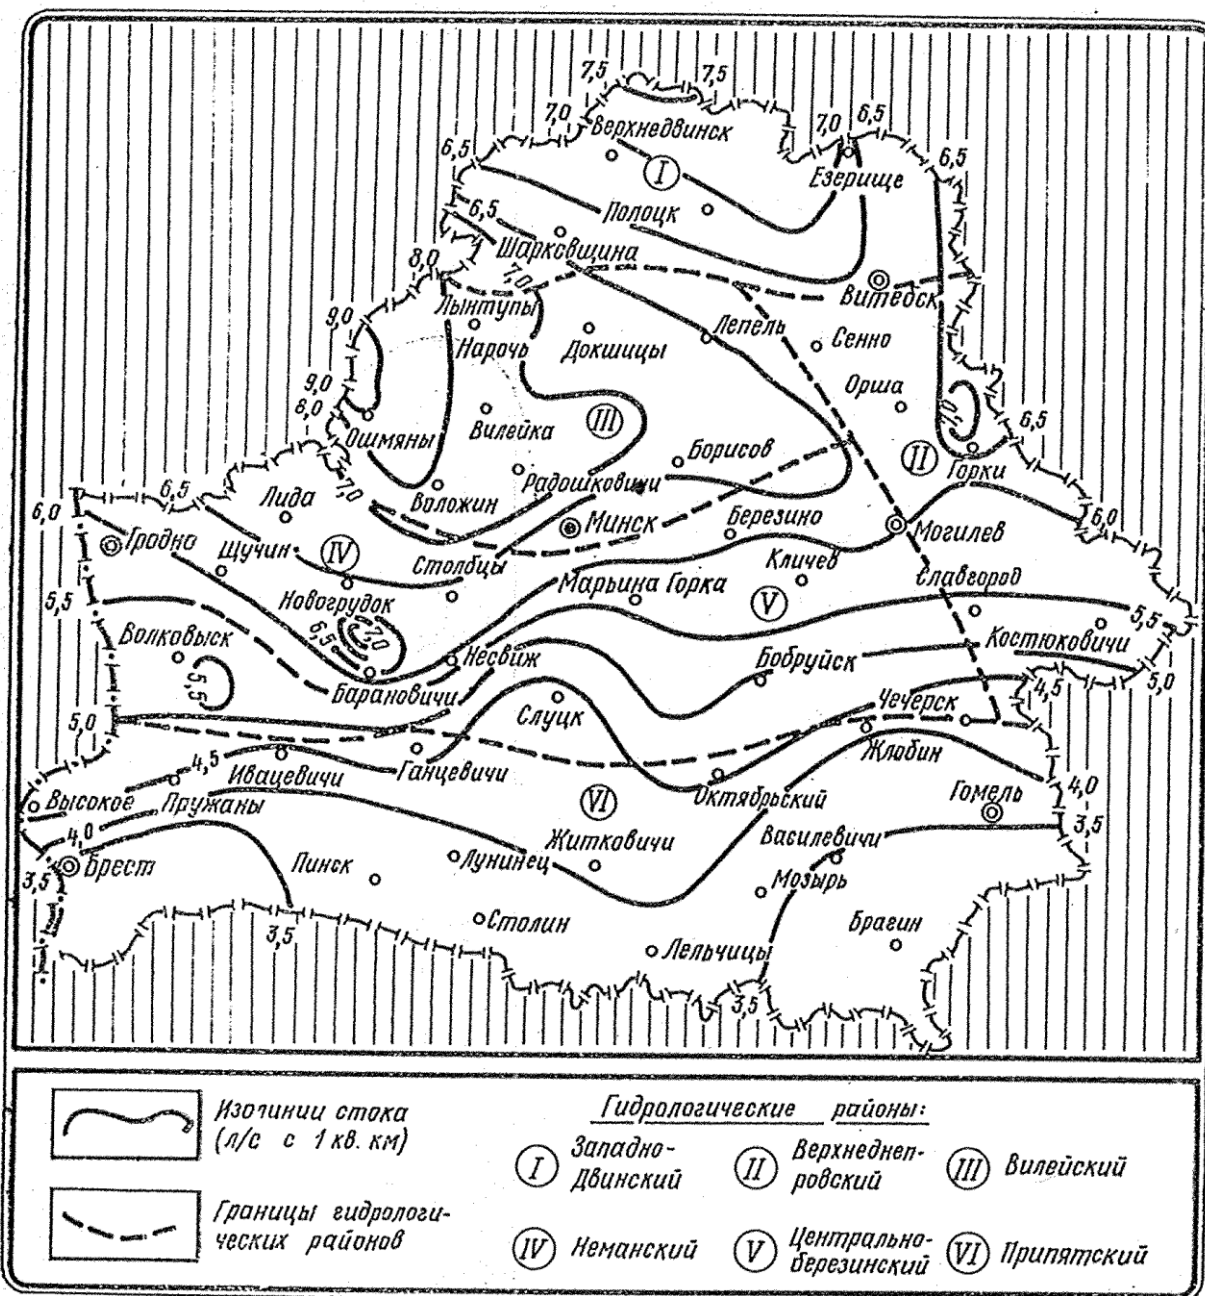 7,5
7,5
7,0
Верхнедвинск
7,0
6,5
6,5
6,5
I
Езерище
Полоцк
6,5
Шарковщина
8,0
7,0
Витебск
Лынтупы
9,0
Лепель
Сенно
Нарочь
Докшицы
9,0
Орша
7,0
8,0
Ошмяны
Вилейка
III
6,5
Борисов
II
Горки
6,5
7,0
Воложин
Радошковичи
6,0
Лида
Минск
Березино
Могилев
6,0
Гродно
Щучин
IV
Столбцы
Кличев
Марьина Горка
Славгород
5,5
Новогрудок
V
5,5
Волковыск
6,5
7,0
Несвиж
Костюковичи
5,5
Бобруйск
Барановичи
5,0
4,5
5,0
Слуцк
Чечерск
4,5
Ивацевичи
Ганцевичи
Жлобин
Высокое
Пружаны
VI
Октябрьский
Гомель
4,0
4,0
Житковичи
Василевичи
3,5
3,5
Брест
Пинск
Лунинец
Мозырь
3,5
Столин
Брагин
Лельчицы
3,5
Изолинии стока
(л/с с 1 кв. км)
Границы гидрологи-
ческих районов
Гидрологические районы:
I Западно-
Двинский
II Верхнеднеп-
ровский
III Вилейский
IV Неманский
V Центрально-
березинский
VI Припятский